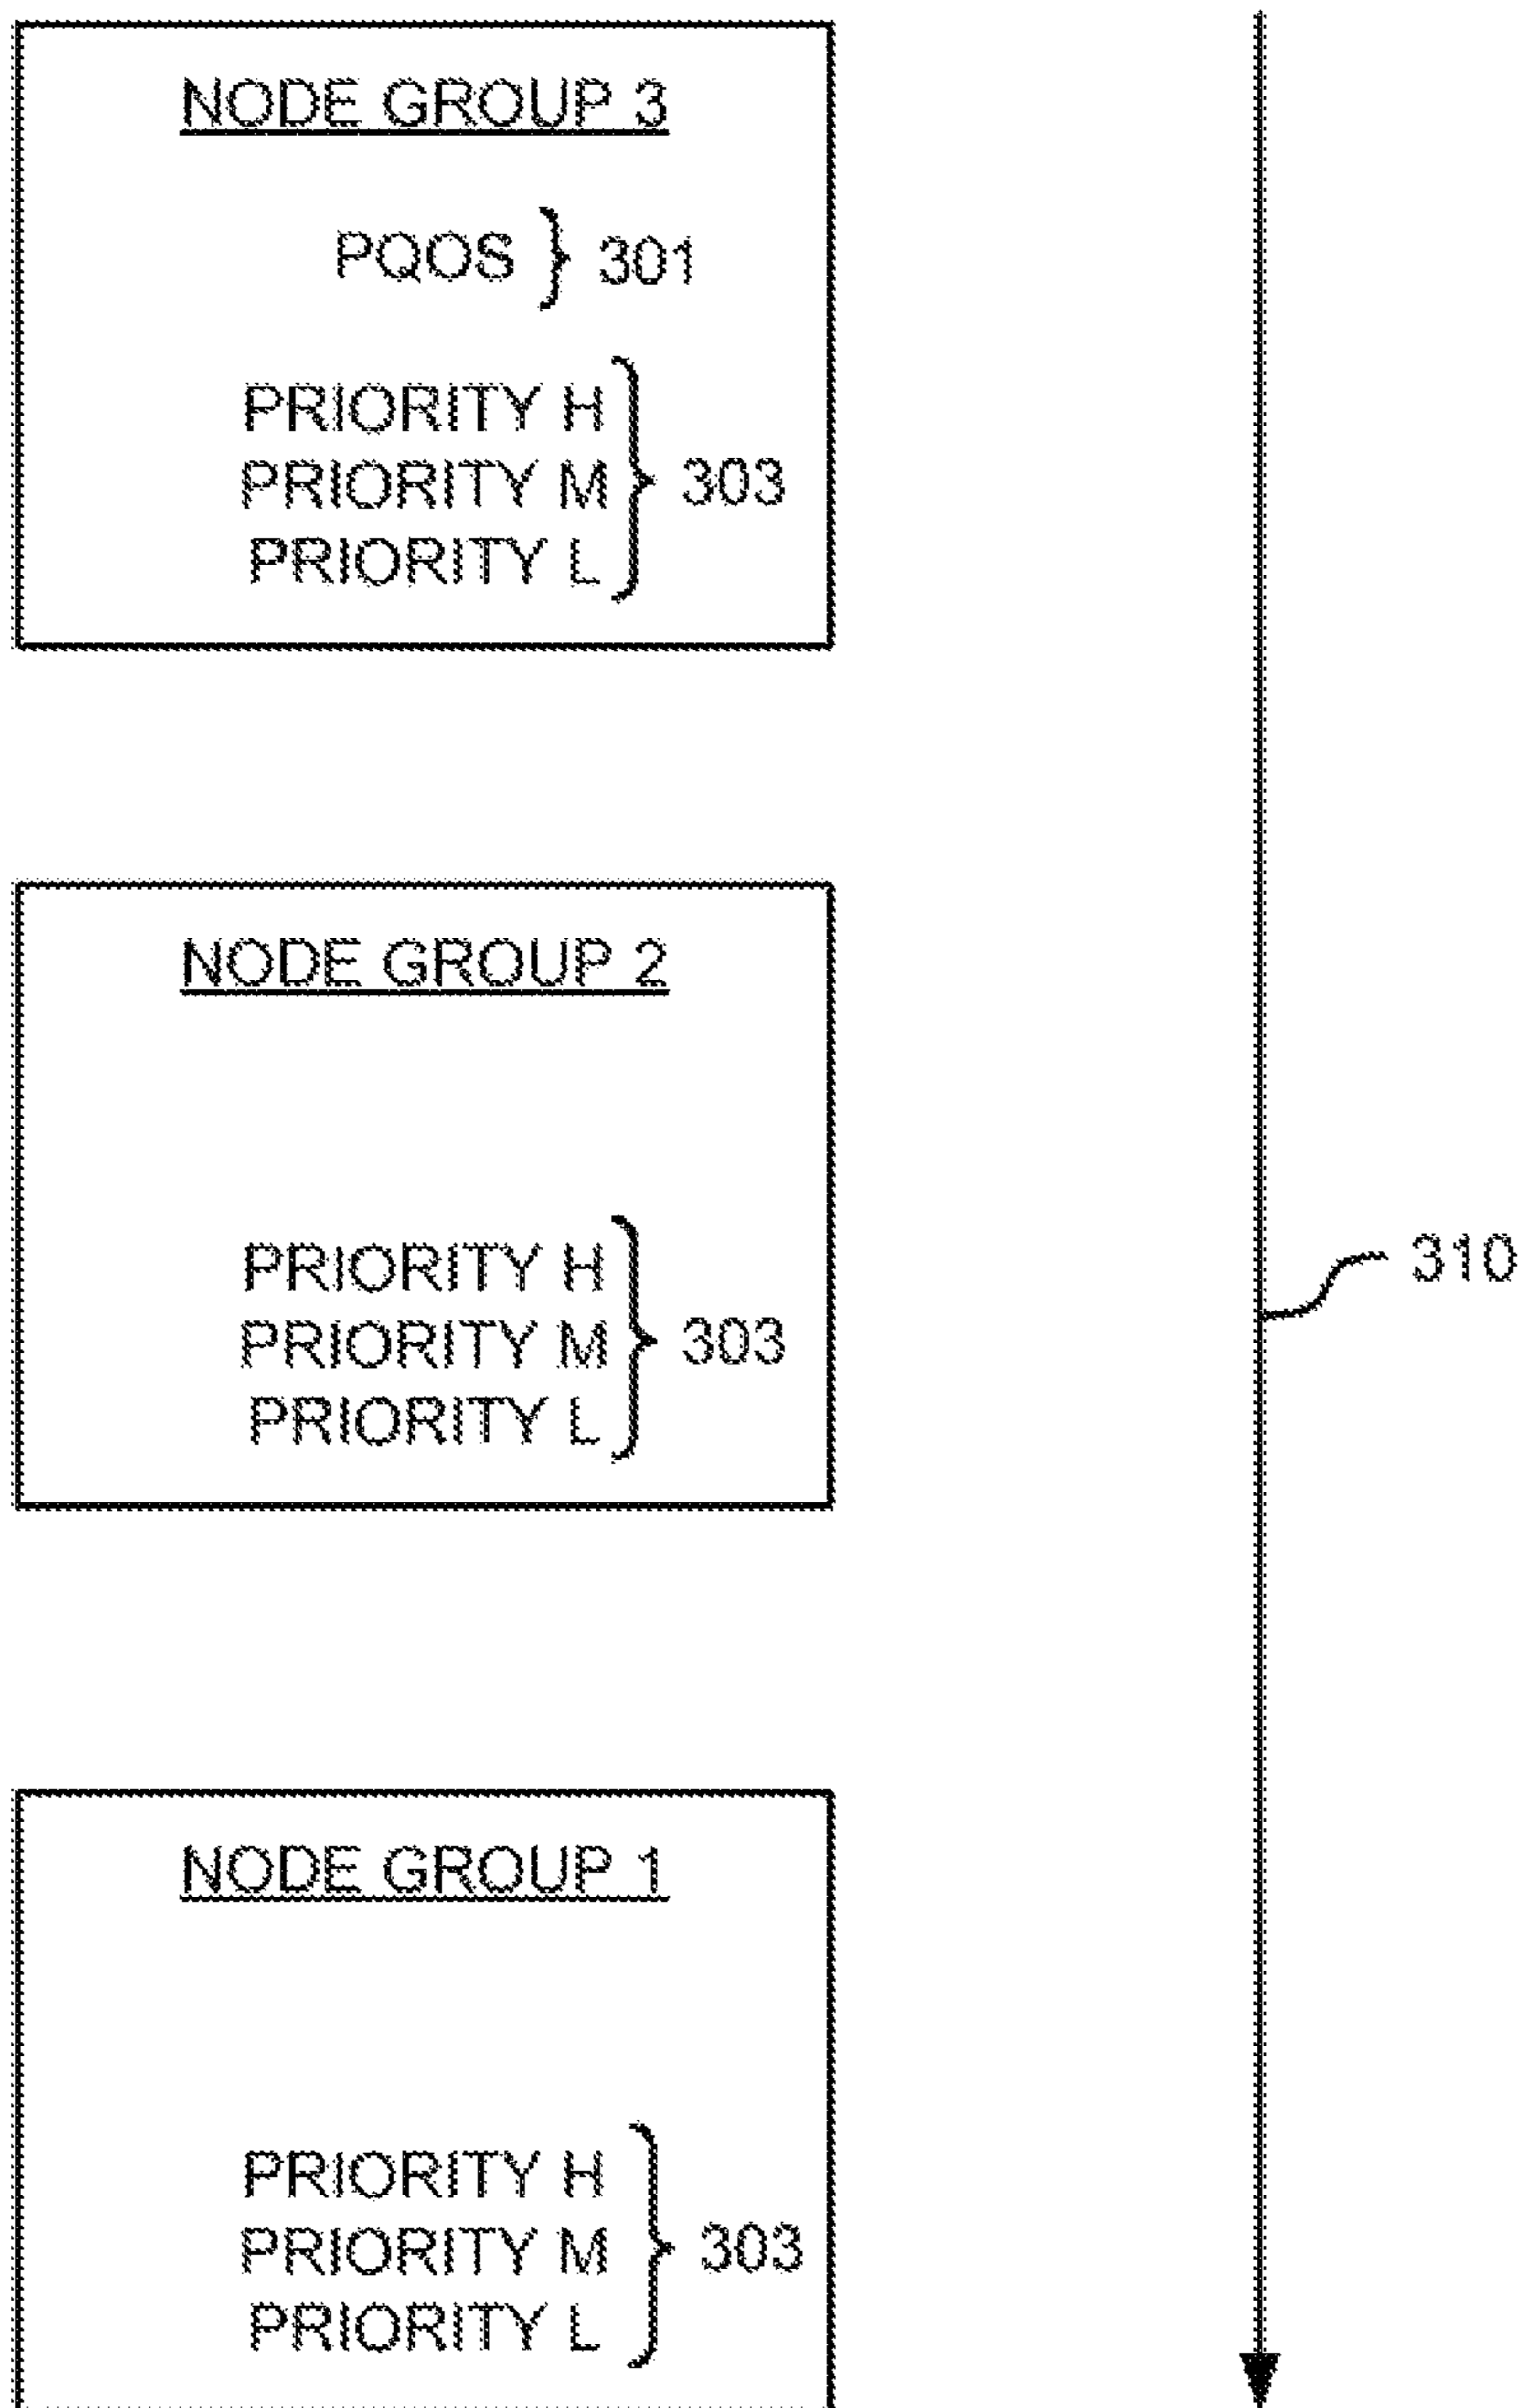 NODE GROUP 3
PQOS } 301
PRIORITY H
PRIORITY M } 303
PRIORITY L
NODE GROUP 2
PRIORITY H
310
PRIORITY M } 303
PRIORITY L
NODE GROUP 1
PRIORITY H
PRIORITY M } 303
PRIORITY L